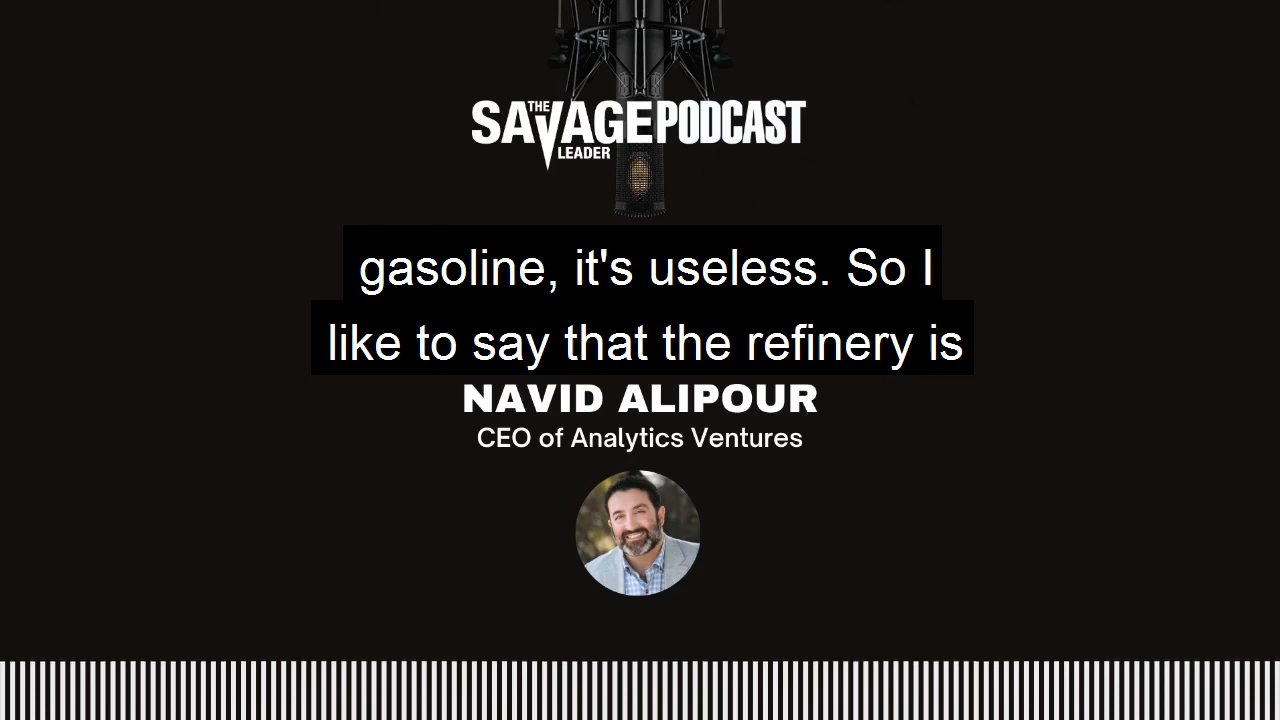 THE
SAVAGE PODCAST
LEADER
gasoline, it's useless. So I
like to say that the refinery is
NAVID ALIPOUR
CEO of Analytics Ventures